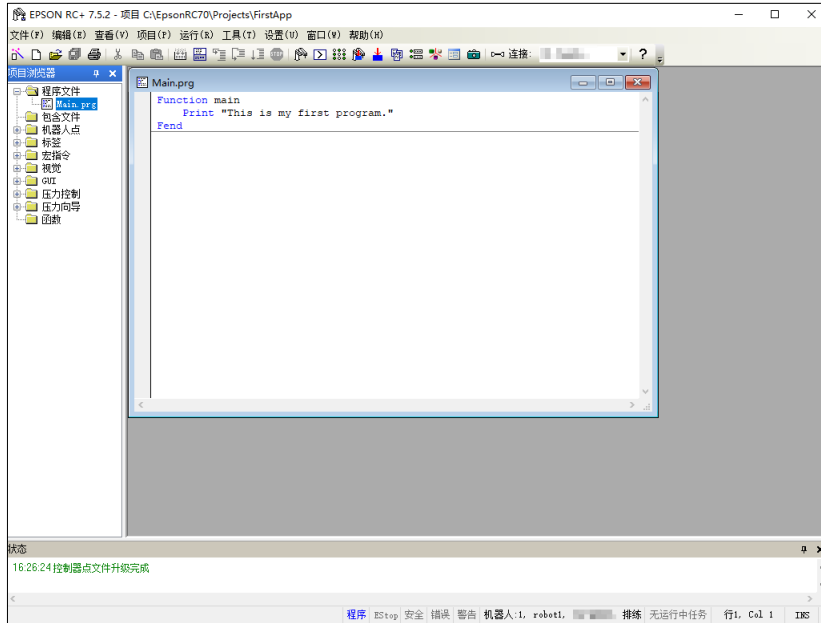 EPSON RC+ 7.5.2 - 项目 C:\EpsonRC70\Projects\FirstApp
文件(F) 编辑(E) 查看(V) 项目(P) 运行(R) 工具(T) 设置(U) 窗口(W) 帮助(H)
连接:
项目浏览器
程序文件
Main.prg
包含文件
机器人点
标签
宏指令
视觉
GUI
压力控制
压力向导
函数
Main.prg
Function main
Print "This is my first program."
Fend
状态
16:26:24 控制器点文件升级完成
程序 EStop 安全 错误 警告 机器人:1, robot1, 排练 无运行中任务 行1, Col 1 INS